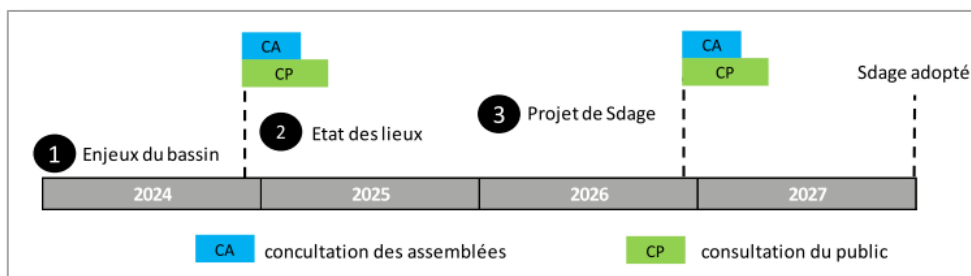 CA
CP
CA
CP
Sdage adopté
3 Projet de Sdage
2 Etat des lieux
1 Enjeux du bassin
2024 2025 2026 2027
CA concultation des assemblées
CP consultation du public